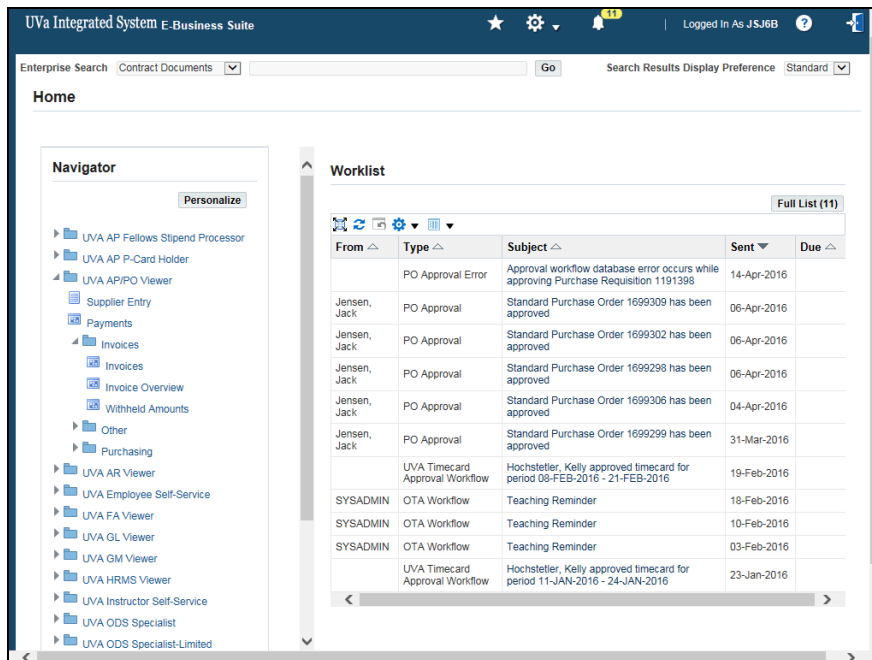 UVa Integrated System E-Business Suite
11
Logged In As JSJ6B
?
Enterprise Search Contract Documents Go Search Results Display Preference Standard
Home
Navigator
Personalize
UVA AP Fellows Stipend Processor
UVA AP P-Card Holder
UVA AP/PO Viewer
Supplier Entry
Payments
Invoices
Invoices
Invoice Overview
Withheld Amounts
Other
Purchasing
UVA AR Viewer
UVA Employee Self-Service
UVA FA Viewer
UVA GL Viewer
UVA GM Viewer
UVA HRMS Viewer
UVA Instructor Self-Service
UVA ODS Specialist
UVA ODS Specialist-Limited
Worklist
Full List (11)
From Type Subject Sent Due
PO Approval Error Approval workflow database error occurs while approving Purchase Requisition 1191398 14-Apr-2016
Jensen, Jack PO Approval Standard Purchase Order 1699309 has been approved 06-Apr-2016
Jensen, Jack PO Approval Standard Purchase Order 1699302 has been approved 06-Apr-2016
Jensen, Jack PO Approval Standard Purchase Order 1699298 has been approved 06-Apr-2016
Jensen, Jack PO Approval Standard Purchase Order 1699306 has been approved 04-Apr-2016
Jensen, Jack PO Approval Standard Purchase Order 1699299 has been approved 31-Mar-2016
UVA Timecard Approval Workflow Hochstetler, Kelly approved timecard for period 08-FEB-2016 - 21-FEB-2016 19-Feb-2016
SYSADMIN OTA Workflow Teaching Reminder 18-Feb-2016
SYSADMIN OTA Workflow Teaching Reminder 10-Feb-2016
SYSADMIN OTA Workflow Teaching Reminder 03-Feb-2016
UVA Timecard Approval Workflow Hochstetler, Kelly approved timecard for period 11-JAN-2016 - 24-JAN-2016 23-Jan-2016